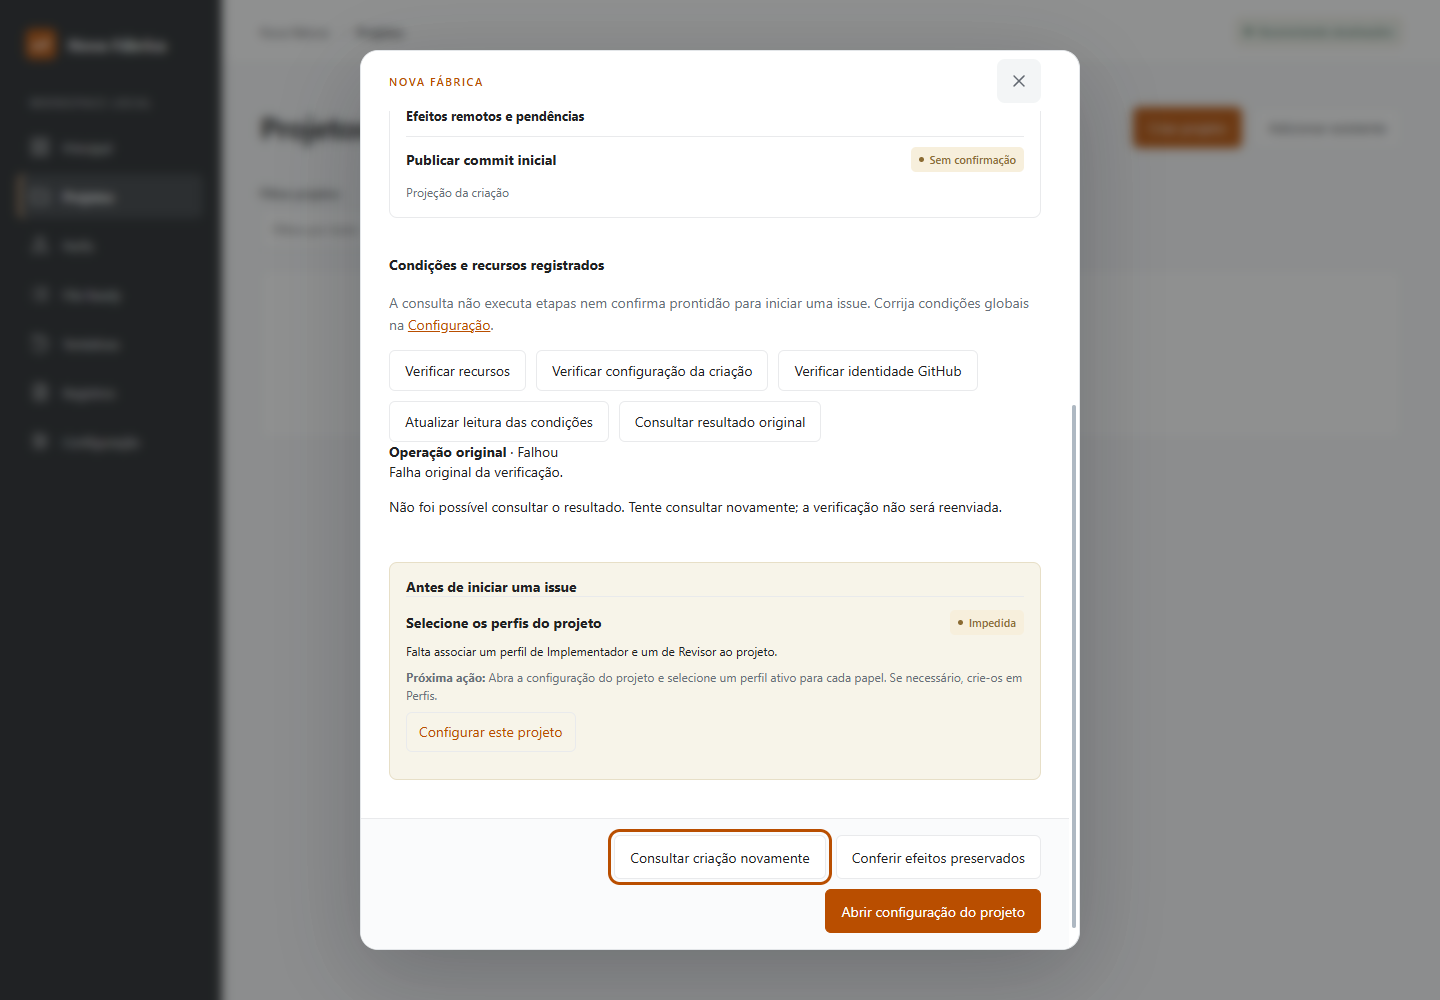 NOVA FÁBRICA
Efeitos remotos e pendências
Publicar commit inicial
Sem confirmação
Projeção da criação
Condições e recursos registrados
A consulta não executa etapas nem confirma prontidão para iniciar uma issue. Corrija condições globais
na Configuração.
Verificar recursos
Verificar configuração da criação
Verificar identidade GitHub
Atualizar leitura das condições
Consultar resultado original
Operação original · Falhou
Falha original da verificação.
Não foi possível consultar o resultado. Tente consultar novamente; a verificação não será reenviada.
Antes de iniciar uma issue
Selecione os perfis do projeto
Impedida
Falta associar um perfil de Implementador e um de Revisor ao projeto.
Próxima ação: Abra a configuração do projeto e selecione um perfil ativo para cada papel. Se necessário, crie-os em
Perfis.
Configurar este projeto
Consultar criação novamente
Conferir efeitos preservados
Abrir configuração do projeto